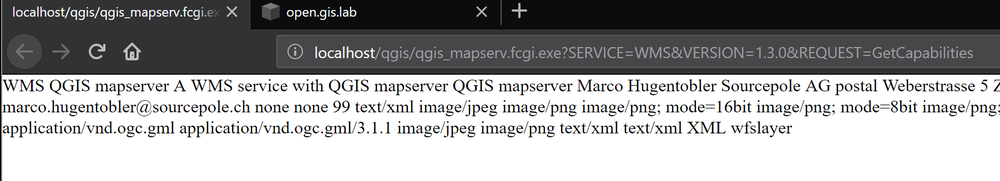 localhost/qgis/qgis_mapserv.fcgi.ex
open.gis.lab
localhost/qgis/qgis_mapserv.fcgi.exe?SERVICE=WMS&VERSION=1.3.0&REQUEST=GetCapabilities
WMS QGIS mapserver A WMS service with QGIS mapserver QGIS mapserver Marco Hugentobler Sourcepole AG postal Weberstrasse 5 Z
marco.hugentobler@sourcepole.ch none none 99 text/xml image/jpeg image/png image/png; mode=16bit image/png; mode=8bit image/png;
application/vnd.ogc.gml application/vnd.ogc.gml/3.1.1 image/jpeg image/png text/xml text/xml XML wfslayer